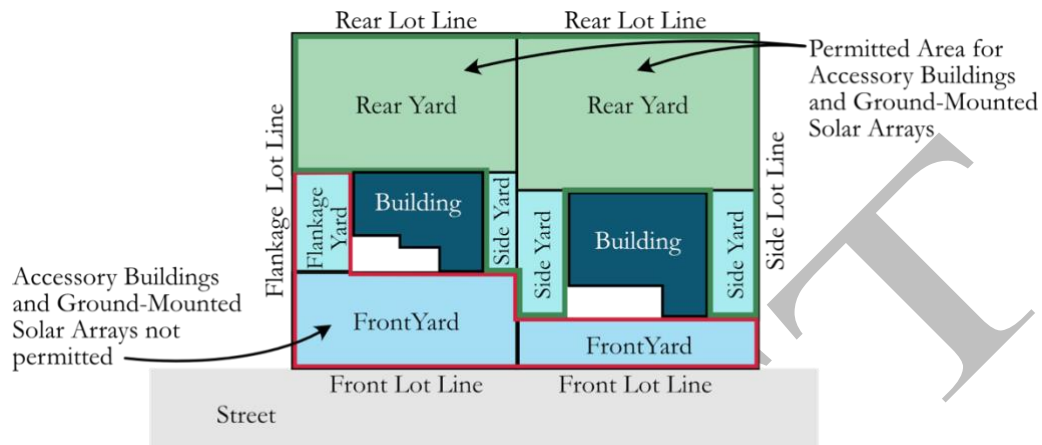 Rear Lot Line
Rear Lot Line
Permitted Area for
Accessory Buildings
and Ground-Mounted
Solar Arrays
Rear Yard
Rear Yard
Flankage Lot Line
Side Lot Line
Flankage
Yard
Building
Side Yard
Side Yard
Building
Side Yard
Accessory Buildings
and Ground-Mounted
Solar Arrays not
permitted
FrontYard
FrontYard
Front Lot Line
Front Lot Line
Street
T